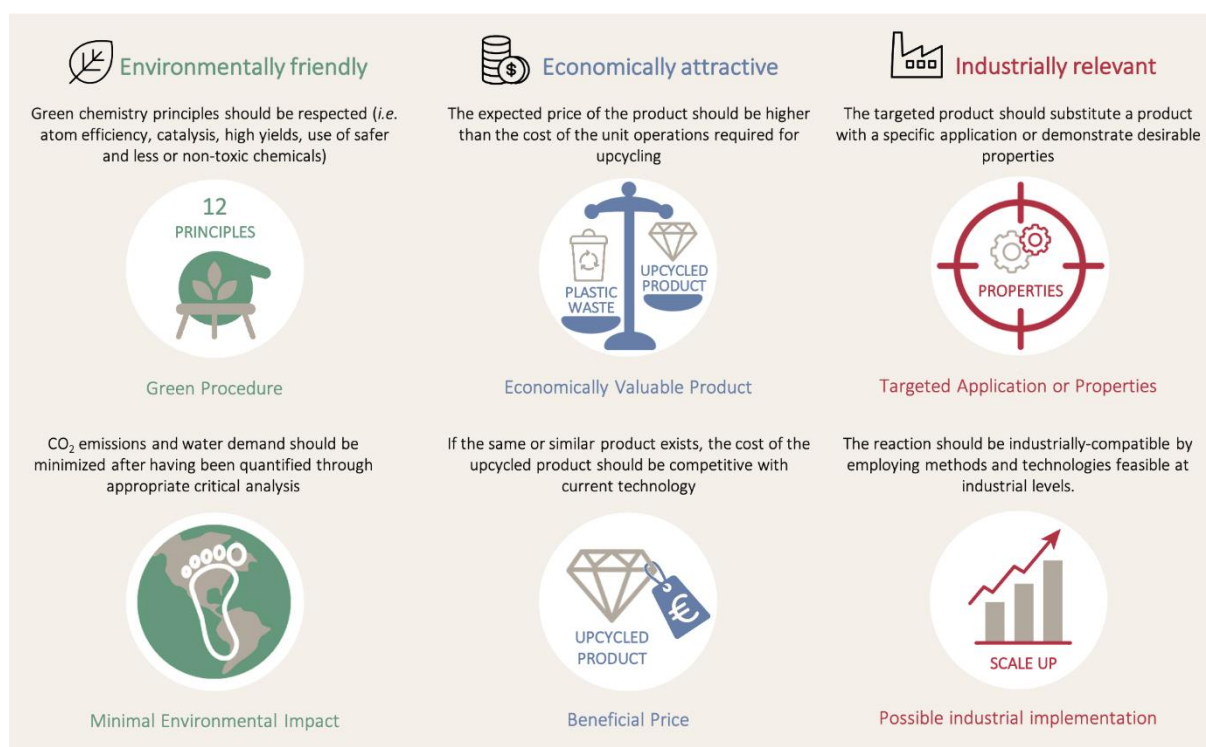 Environmentally friendly
Green chemistry principles should be respected (i.e.
atom efficiency, catalysis, high yields, use of safer
and less or non-toxic chemicals)
12
PRINCIPLES
Green Procedure
CO₂ emissions and water demand should be
minimized after having been quantified through
appropriate critical analysis
Minimal Environmental Impact
$
Economically attractive
The expected price of the product should be higher
than the cost of the unit operations required for
upcycling
PLASTIC
WASTE
UPCYCLED
PRODUCT
Economically Valuable Product
If the same or similar product exists, the cost of the
upcycled product should be competitive with
current technology
€
UPCYCLED
PRODUCT
Beneficial Price
Industrially relevant
The targeted product should substitute a product
with a specific application or demonstrate desirable
properties
PROPERTIES
Targeted Application or Properties
The reaction should be industrially-compatible by
employing methods and technologies feasible at
industrial levels.
SCALE UP
Possible industrial implementation